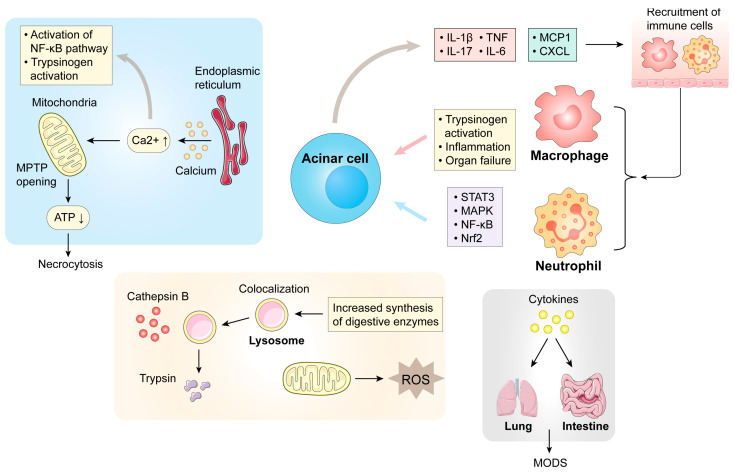 • Activation of
NF-κB pathway
• Trypsinogen
activation
Endoplasmic
reticulum
Mitochondria
Ca2+ ↑
Calcium
MPTP
opening
ATP ↓
Necrocytosis
• IL-1β • TNF
• IL-17 • IL-6
• MCP1
• CXCL
Recruitment of
immune cells
Acinar cell
• Trypsinogen
activation
• Inflammation
• Organ failure
Macrophage
• STAT3
• MAPK
• NF-κB
• Nrf2
Neutrophil
Cathepsin B
Colocalization
Lysosome
Increased synthesis
of digestive enzymes
Trypsin
ROS
Cytokines
Lung
Intestine
MODS